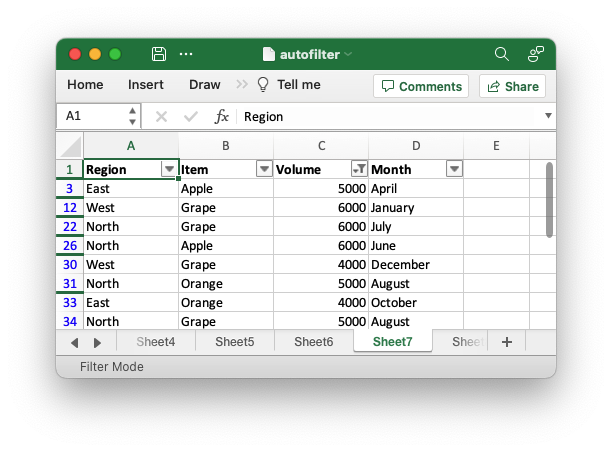 autofilter
Home Insert Draw Tell me Comments Share
A1 fx Region
A B C D E
1 Region Item Volume Month
3 East Apple 5000 April
12 West Grape 6000 January
22 North Grape 6000 July
26 North Apple 6000 June
30 West Grape 4000 December
31 North Orange 5000 August
33 East Orange 4000 October
34 North Grape 5000 August
Sheet4 Sheet5 Sheet6 Sheet7 Shee
Filter Mode